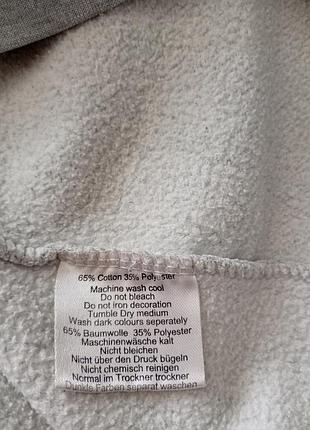 65% Cotton 35% Polyester
Machine wash cool
Do not bleach
Do not iron decoration
Tumble Dry medium
Wash dark colours seperately
65% Baumwolle 35% Polyester
Maschinenwäsche kalt
Nicht bleichen
Nicht über den Druck bügeln
Nicht chemisch reinigen
Normal im Trockner trockner
Dunkle Farben separat waschen